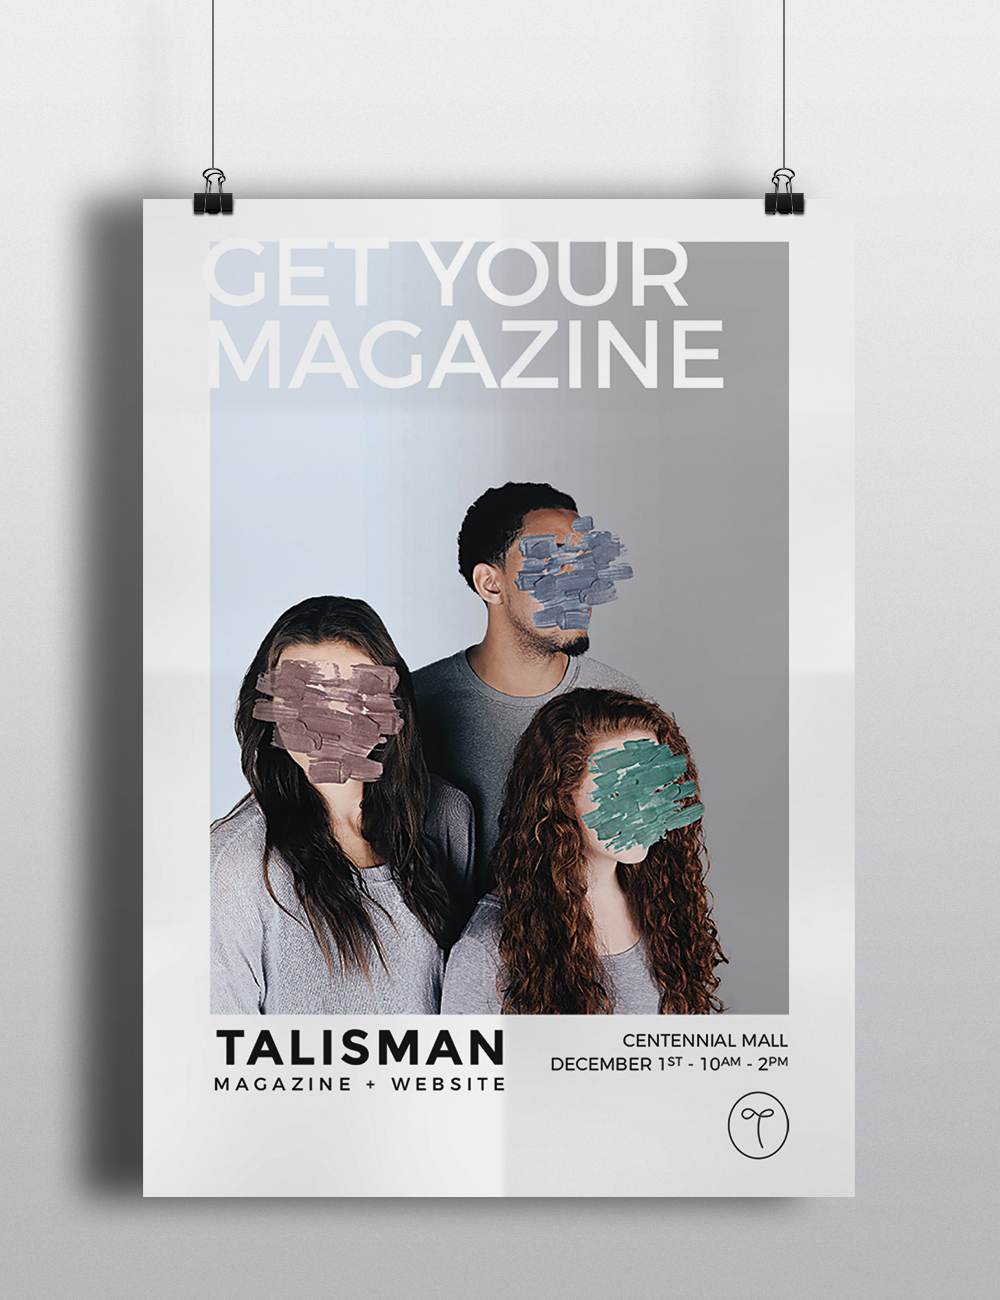 GET YOUR
MAGAZINE
TALISMAN
MAGAZINE + WEBSITE
CENTENNIAL MALL
DECEMBER 1ST - 10AM - 2PM
T